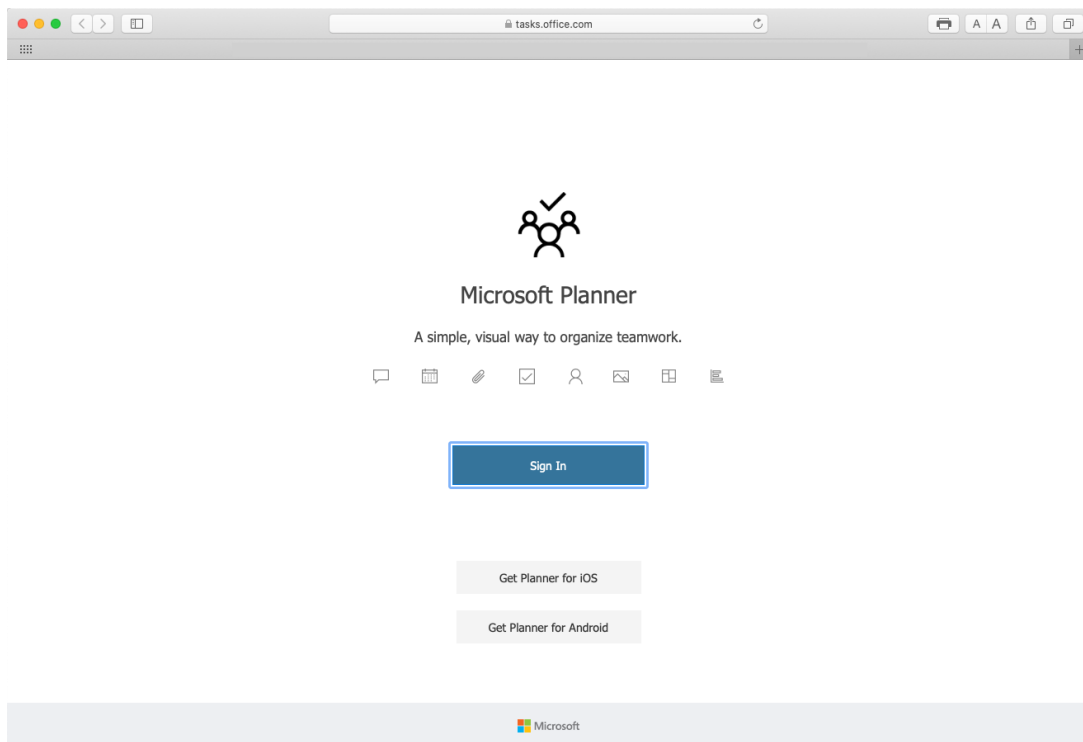 tasks.office.com
A A
Microsoft Planner
A simple, visual way to organize teamwork.
Sign In
Get Planner for iOS
Get Planner for Android
Microsoft